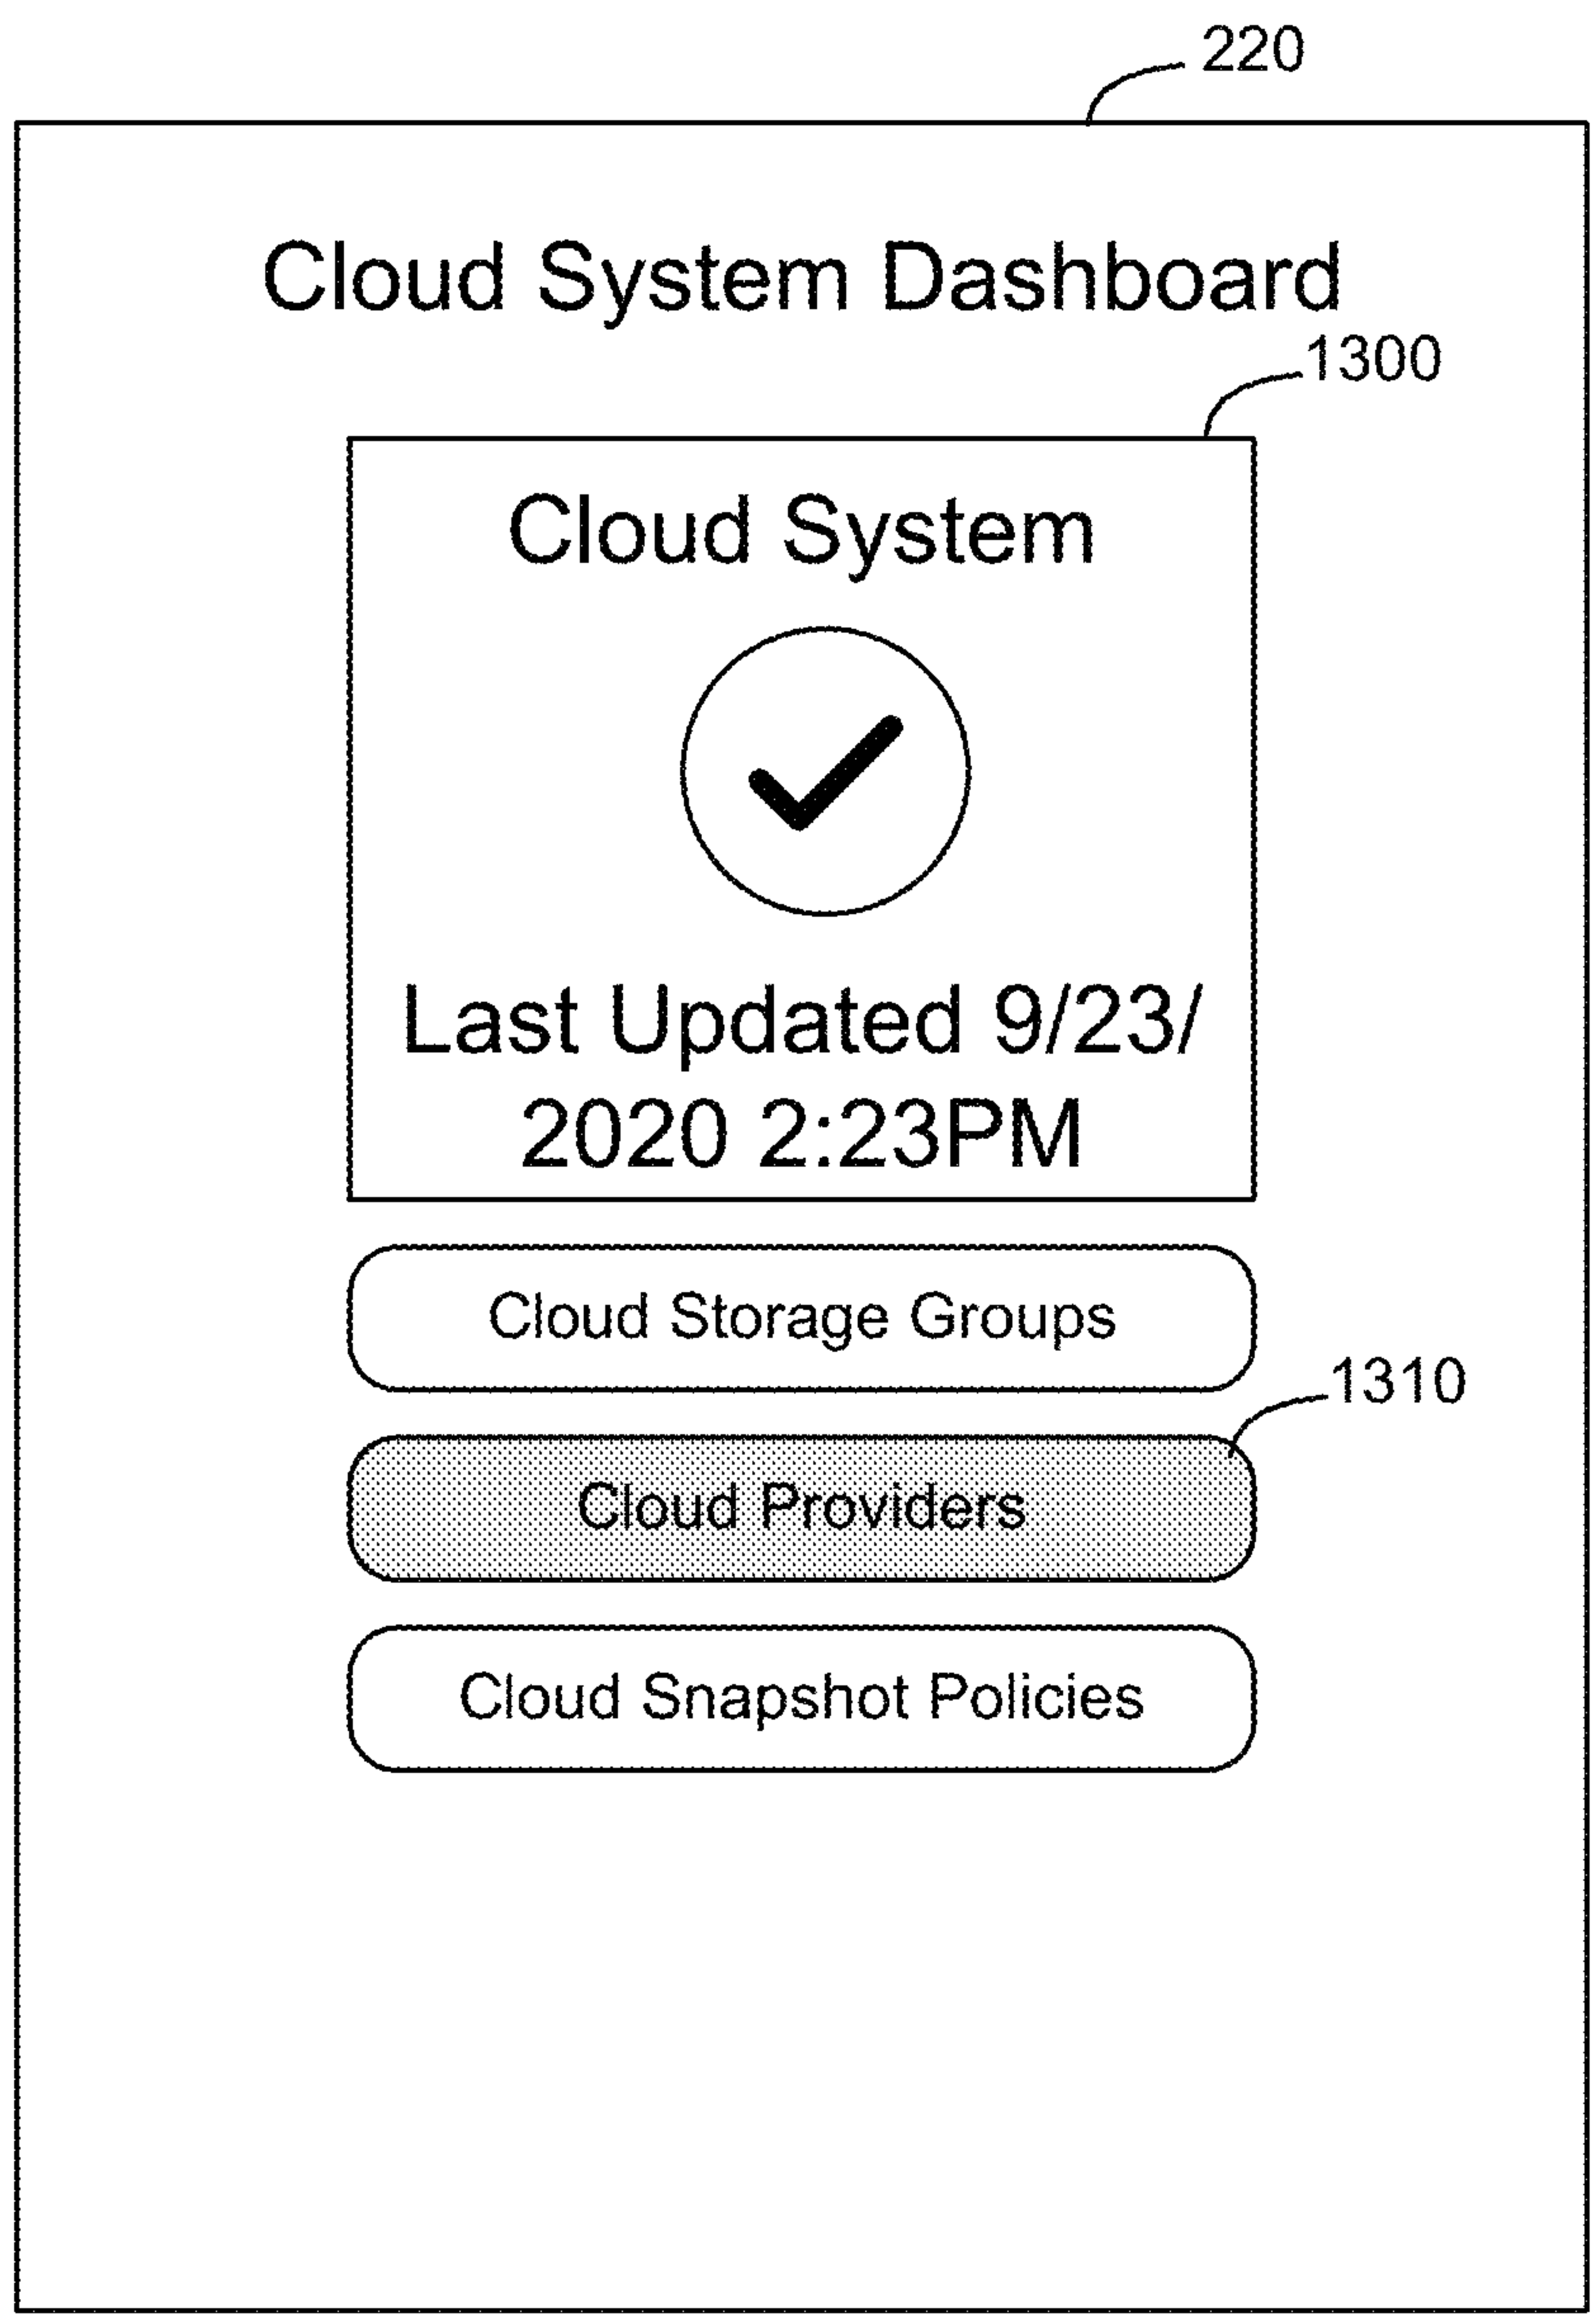 220
Cloud System Dashboard
1300
Cloud System
Last Updated 9/23/
2020 2:23PM
Cloud Storage Groups
1310
Cloud Providers
Cloud Snapshot Policies